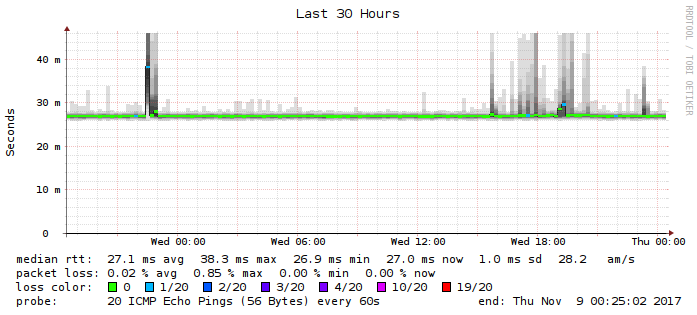 Last 30 Hours
RRDTOOL / TOBI OETIKER
Seconds
40 m
30 m
20 m
10 m
0
Wed 00:00 Wed 06:00 Wed 12:00 Wed 18:00 Thu 00:00
median rtt: 27.1 ms avg 38.3 ms max 26.9 ms min 27.0 ms now 1.0 ms sd 28.2 am/s
packet loss: 0.02 % avg 0.85 % max 0.00 % min 0.00 % now
loss color: 0 1/20 2/20 3/20 4/20 10/20 19/20
probe: 20 ICMP Echo Pings (56 Bytes) every 60s end: Thu Nov 9 00:25:02 2017